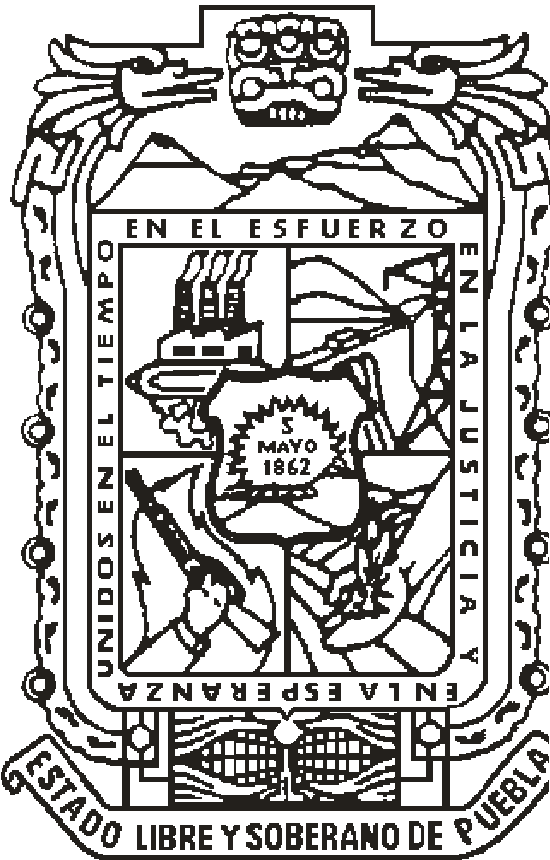 UNIDOS EN EL TIEMPO
EN EL ESFUERZO
EN LA JUSTICIA Y
EN LA ESPERANZA
5
MAYO
1862
ESTADO LIBRE Y SOBERANO DE PUEBLA